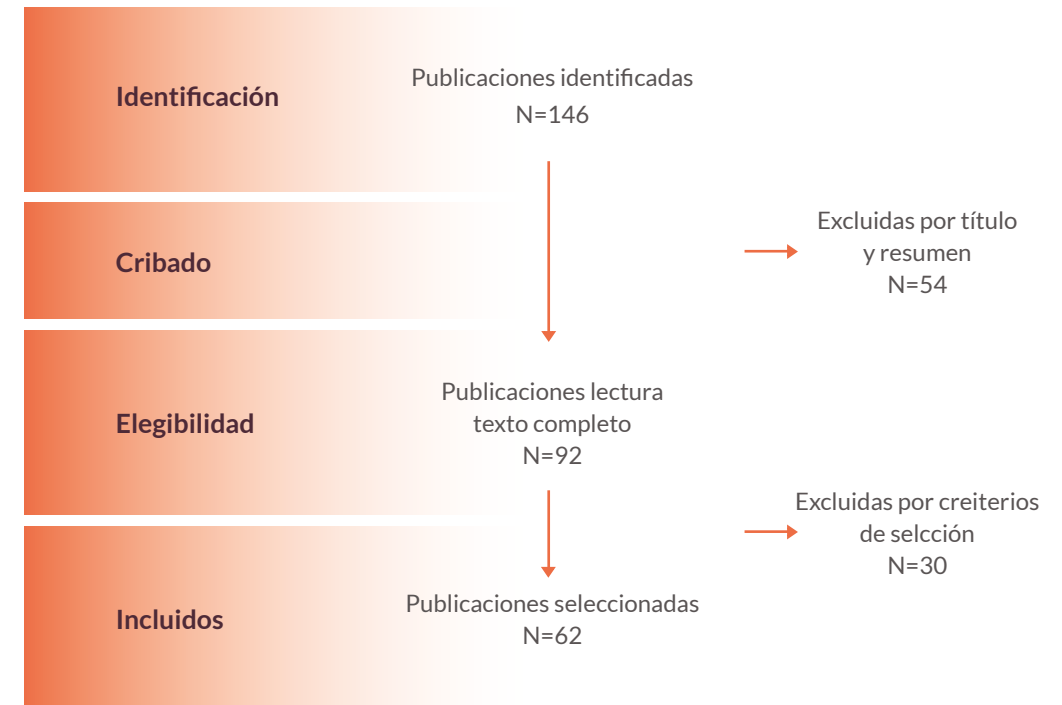 Identificación
Publicaciones identificadas
N=146
Cribado
Excluidas por título
y resumen
N=54
Elegibilidad
Publicaciones lectura
texto completo
N=92
Excluidas por creiterios
de selcción
N=30
Incluidos
Publicaciones seleccionadas
N=62